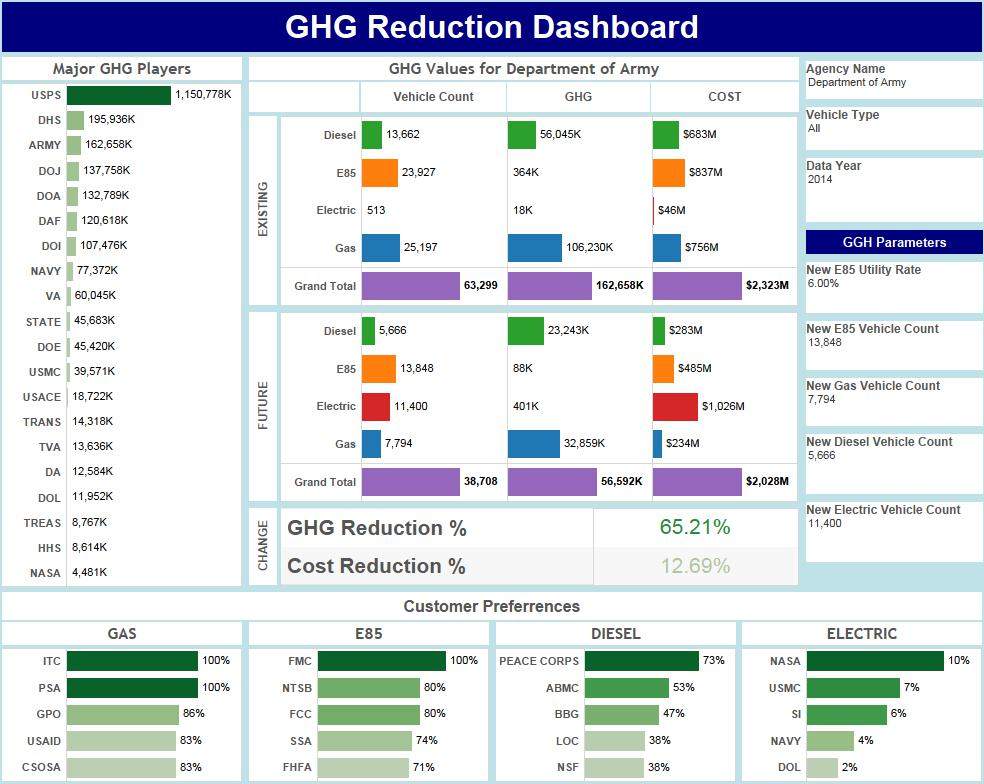 GHG Reduction Dashboard
Major GHG Players
USPS 1,150,778K
DHS 195,936K
ARMY 162,658K
DOJ 137,758K
DOA 132,789K
DAF 120,618K
DOI 107,476K
NAVY 77,372K
VA 60,045K
STATE 45,683K
DOE 45,420K
USMC 39,571K
USACE 18,722K
TRANS 14,318K
TVA 13,636K
DA 12,584K
DOL 11,952K
TREAS 8,767K
HHS 8,614K
NASA 4,481K
GHG Values for Department of Army
Vehicle Count GHG COST
EXISTING
Diesel 13,662 56,045K $683M
E85 23,927 364K $837M
Electric 513 18K $46M
Gas 25,197 106,230K $756M
Grand Total 63,299 162,658K $2,323M
FUTURE
Diesel 5,666 23,243K $283M
E85 13,848 88K $485M
Electric 11,400 401K $1,026M
Gas 7,794 32,859K $234M
Grand Total 38,708 56,592K $2,028M
CHANGE
GHG Reduction % 65.21%
Cost Reduction % 12.69%
Agency Name
Department of Army
Vehicle Type
All
Data Year
2014
GGH Parameters
New E85 Utility Rate
6.00%
New E85 Vehicle Count
13,848
New Gas Vehicle Count
7,794
New Diesel Vehicle Count
5,666
New Electric Vehicle Count
11,400
Customer Preferrences
GAS
ITC 100%
PSA 100%
GPO 86%
USAID 83%
CSOSA 83%
E85
FMC 100%
NTSB 80%
FCC 80%
SSA 74%
FHFA 71%
DIESEL
PEACE CORPS 73%
ABMC 53%
BBG 47%
LOC 38%
NSF 38%
ELECTRIC
NASA 10%
USMC 7%
SI 6%
NAVY 4%
DOL 2%